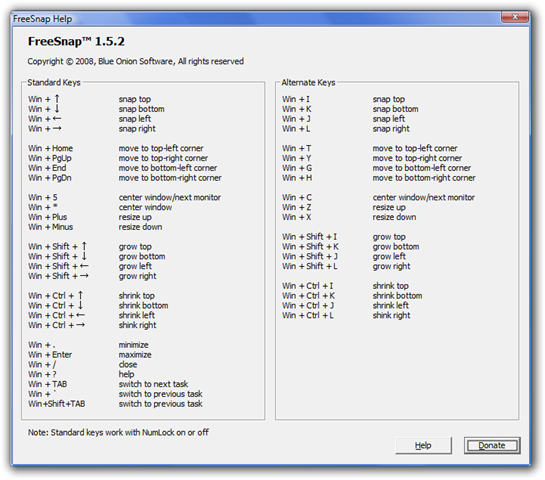 FreeSnap Help
FreeSnap™ 1.5.2
Copyright © 2008, Blue Onion Software, All rights reserved
Standard Keys
Win + ↑ snap top
Win + ↓ snap bottom
Win + ← snap left
Win + → snap right
Win + Home move to top-left corner
Win + PgUp move to top-right corner
Win + End move to bottom-left corner
Win + PgDn move to bottom-right corner
Win + 5 center window/next monitor
Win + * center window
Win + Plus resize up
Win + Minus resize down
Win + Shift + ↑ grow top
Win + Shift + ↓ grow bottom
Win + Shift + ← grow left
Win + Shift + → grow right
Win + Ctrl + ↑ shrink top
Win + Ctrl + ↓ shrink bottom
Win + Ctrl + ← shrink left
Win + Ctrl + → shink right
Win + . minimize
Win + Enter maximize
Win + / close
Win + ? help
Win + TAB switch to next task
Win + ` switch to previous task
Win+Shift+TAB switch to previous task
Alternate Keys
Win + I snap top
Win + K snap bottom
Win + J snap left
Win + L snap right
Win + T move to top-left corner
Win + Y move to top-right corner
Win + G move to bottom-left corner
Win + H move to bottom-right corner
Win + C center window/next monitor
Win + Z resize up
Win + X resize down
Win + Shift + I grow top
Win + Shift + K grow bottom
Win + Shift + J grow left
Win + Shift + L grow right
Win + Ctrl + I shrink top
Win + Ctrl + K shrink bottom
Win + Ctrl + J shrink left
Win + Ctrl + L shink right
Note: Standard keys work with NumLock on or off
Help
Donate